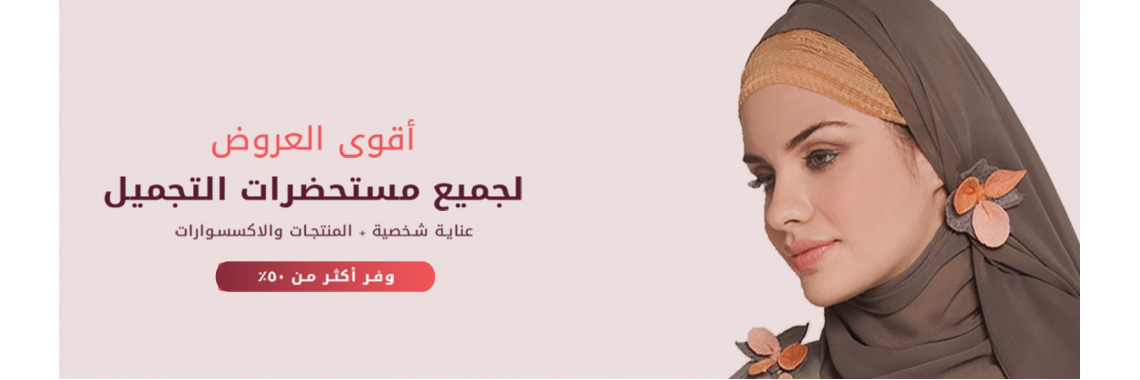 أقوى العروض
لجميع مستحضرات التجميل
عناية شخصية + المنتجات والاكسسوارات
وفر أكثر من ٥٠٪